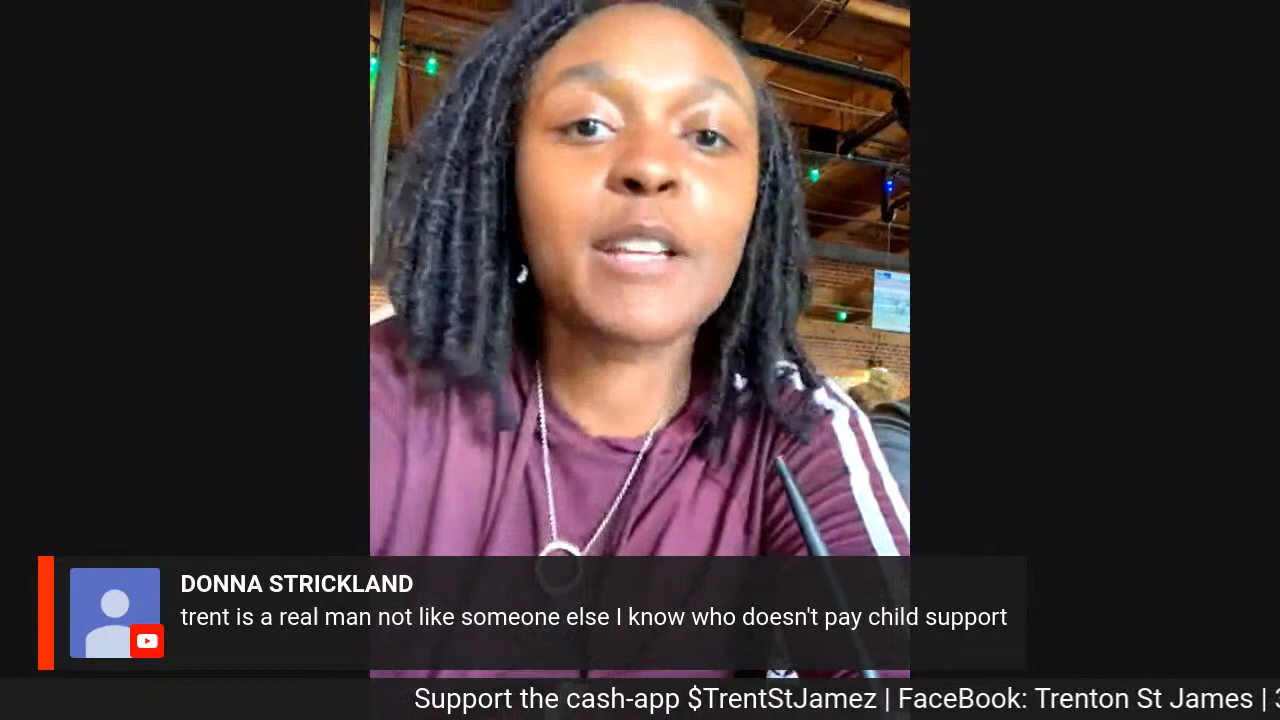 DONNA STRICKLAND
trent is a real man not like someone else I know who doesn't pay child support
Support the cash-app $TrentStJamez | FaceBook: Trenton St James |